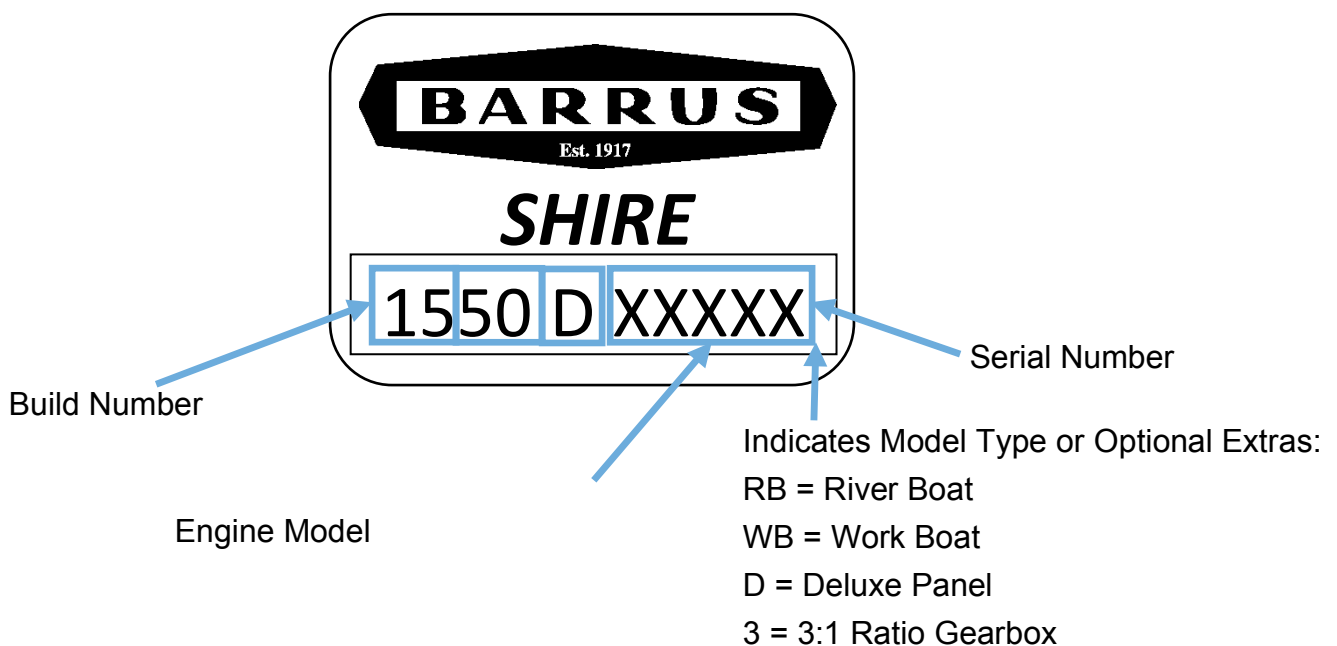 BARRUS
Est. 1917
SHIRE
1550 D XXXXX
Serial Number
Build Number
Indicates Model Type or Optional Extras:
RB = River Boat
Engine Model
WB = Work Boat
D = Deluxe Panel
3 = 3:1 Ratio Gearbox